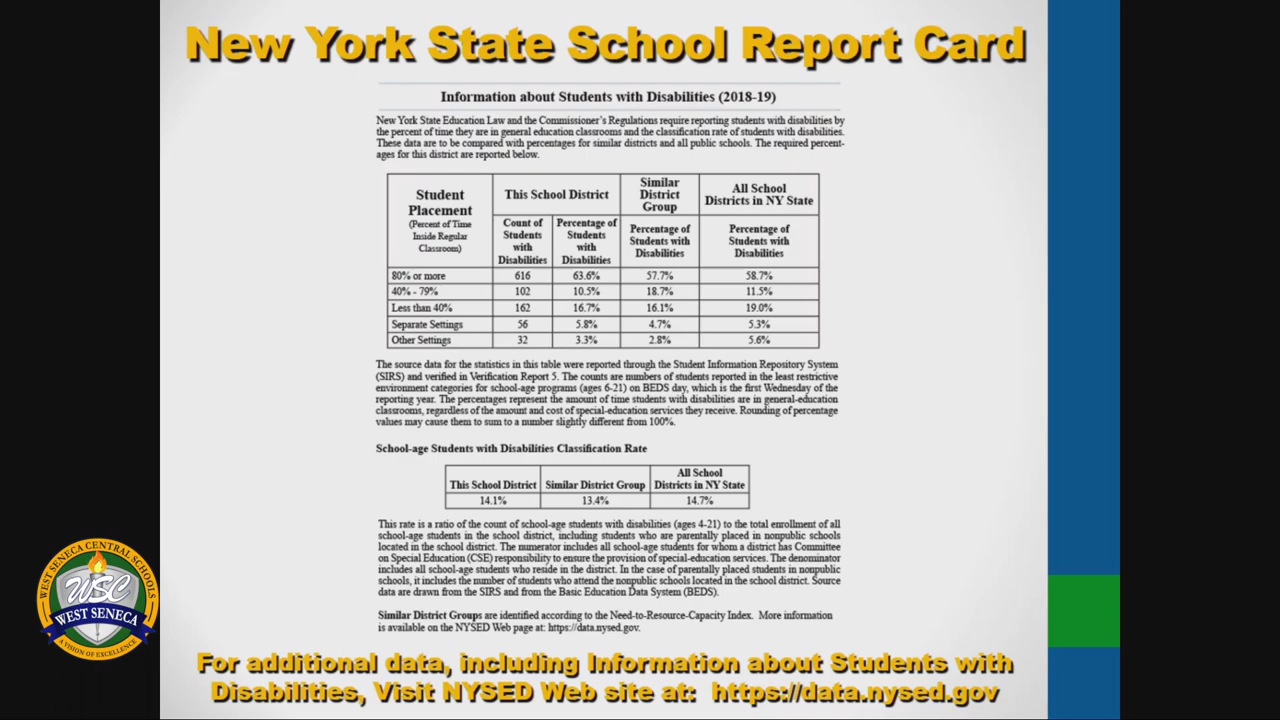 New York State School Report Card
Information about Students with Disabilities (2018-19)
New York State Education Law and the Commissioner's Regulations require reporting students with disabilities by
the percent of time they are in general education classrooms and the classification rate of students with disabilities.
These data are to be compared with percentages for similar districts and all public schools. The required percent-
ages for this district are reported below.
Student Placement (Percent of Time Inside Regular Classroom) This School District Similar District Group All School Districts in NY State
Count of Students with Disabilities Percentage of Students with Disabilities Percentage of Students with Disabilities Percentage of Students with Disabilities
80% or more 616 63.6% 57.7% 58.7%
40% - 79% 102 10.5% 18.7% 11.5%
Less than 40% 162 16.7% 16.1% 19.0%
Separate Settings 56 5.8% 4.7% 5.3%
Other Settings 32 3.3% 2.8% 5.6%
The source data for the statistics in this table were reported through the Student Information Repository System
(SIRS) and verified in Verification Report 5. The counts are numbers of students reported in the least restrictive
environment categories for school-age programs (ages 6-21) on BEDS day, which is the first Wednesday of the
reporting year. The percentages represent the amount of time students with disabilities are in general-education
classrooms, regardless of the amount and cost of special-education services they receive. Rounding of percentage
values may cause them to sum to a number slightly different from 100%.
School-age Students with Disabilities Classification Rate
This School District Similar District Group All School Districts in NY State
14.1% 13.4% 14.7%
This rate is a ratio of the count of school-age students with disabilities (ages 4-21) to the total enrollment of all
school-age students in the school district, including students who are parentally placed in nonpublic schools
located in the school district. The numerator includes all school-age students for whom a district has Committee
on Special Education (CSE) responsibility to ensure the provision of special-education services. The denominator
includes all school-age students who reside in the district. In the case of parentally placed students in nonpublic
schools, it includes the number of students who attend the nonpublic schools located in the school district. Source
data are drawn from the SIRS and from the Basic Education Data System (BEDS).
Similar District Groups are identified according to the Need-to-Resource-Capacity Index. More information
is available on the NYSED Web page at: https://data.nysed.gov.
WEST SENECA CENTRAL SCHOOLS
WSC
WEST SENECA
A VISION OF EXCELLENCE
For additional data, including Information about Students with
Disabilities, Visit NYSED Web site at: https://data.nysed.gov